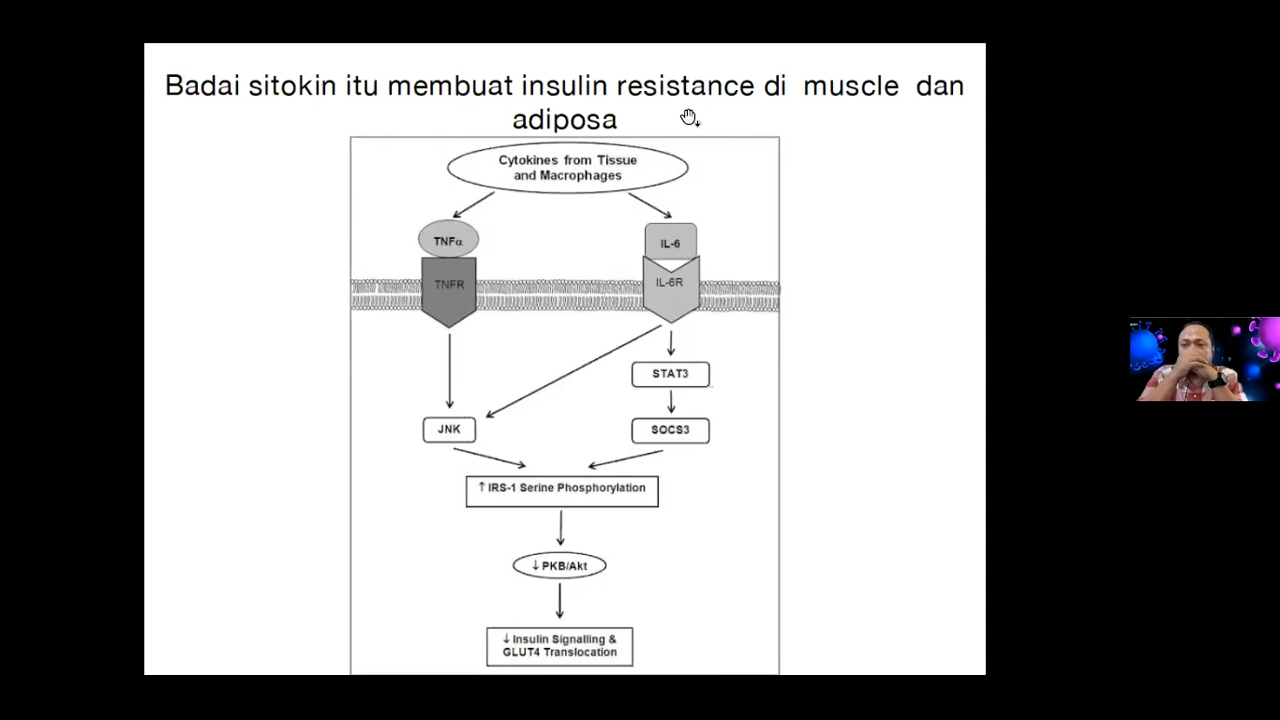 Badai sitokin itu membuat insulin resistance di muscle dan
adiposa
Cytokines from Tissue
and Macrophages
TNFα
IL-6
TNFR
IL-6R
STAT3
JNK
SOCS3
↑ IRS-1 Serine Phosphorylation
↓ PKB/Akt
↓ Insulin Signalling &
GLUT4 Translocation